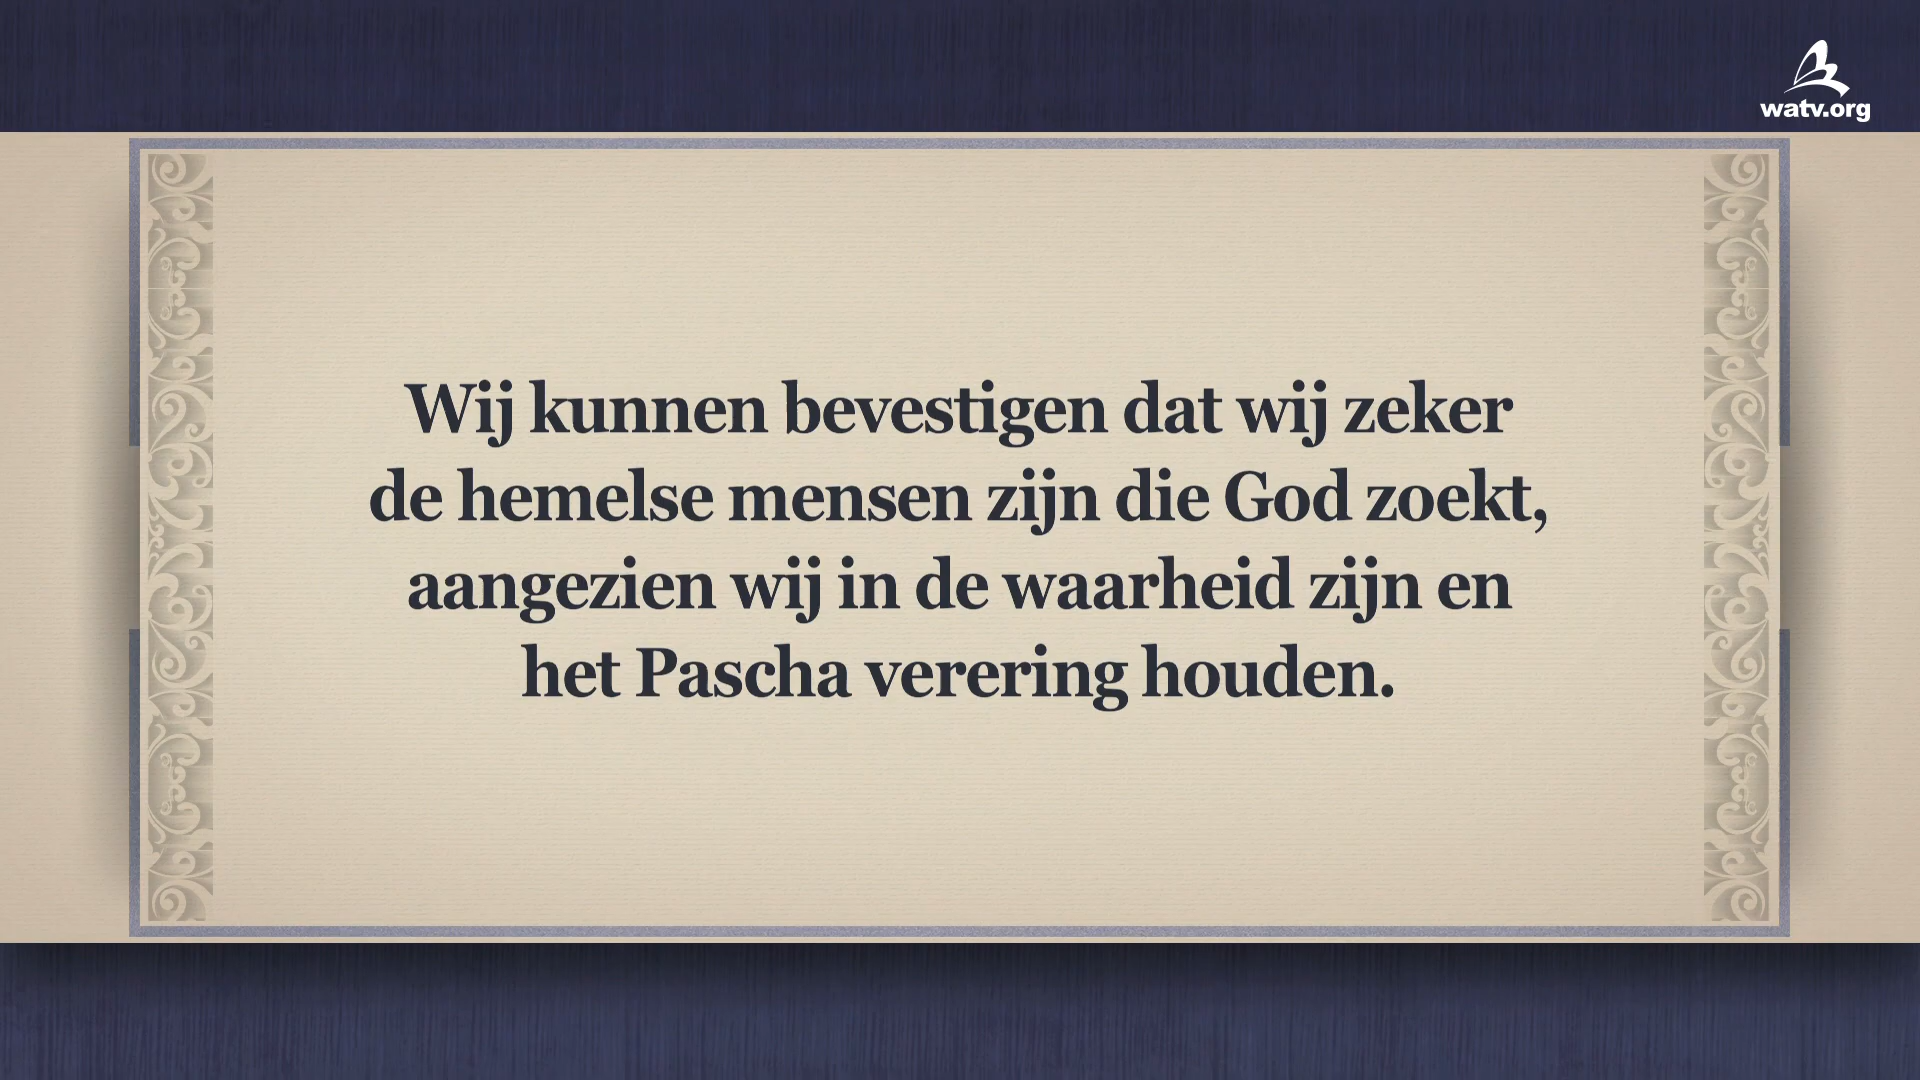 watv.org
Wij kunnen bevestigen dat wij zeker
de hemelse mensen zijn die God zoekt,
aangezien wij in de waarheid zijn en
het Pascha verering houden.